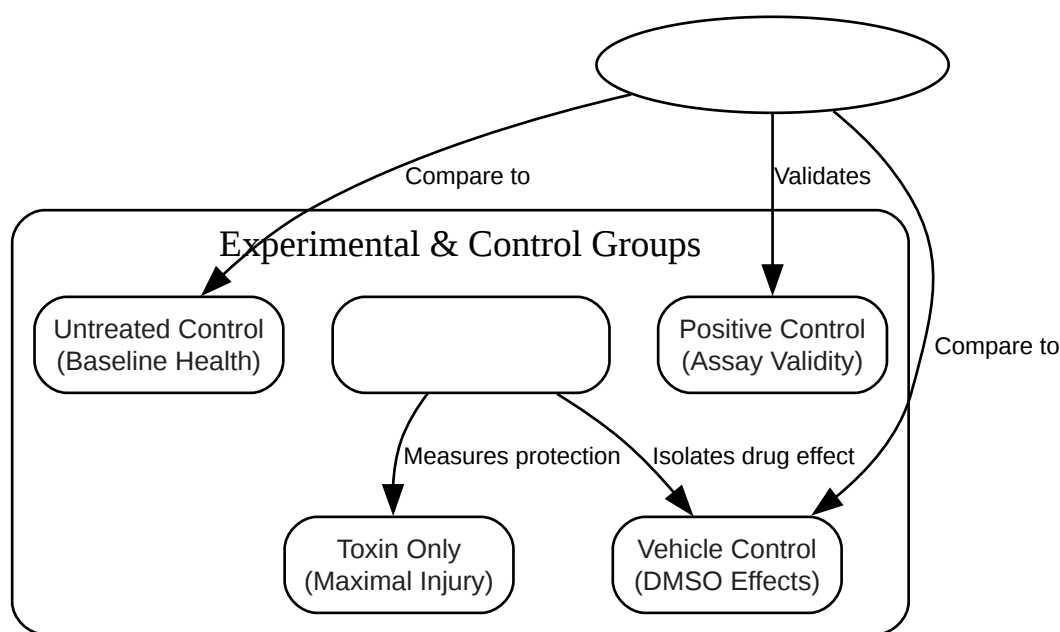 Compare to
Validates
Experimental & Control Groups
Untreated Control
(Baseline Health)
Positive Control
(Assay Validity)
Compare to
Measures protection
Isolates drug effect
Toxin Only
(Maximal Injury)
Vehicle Control
(DMSO Effects)